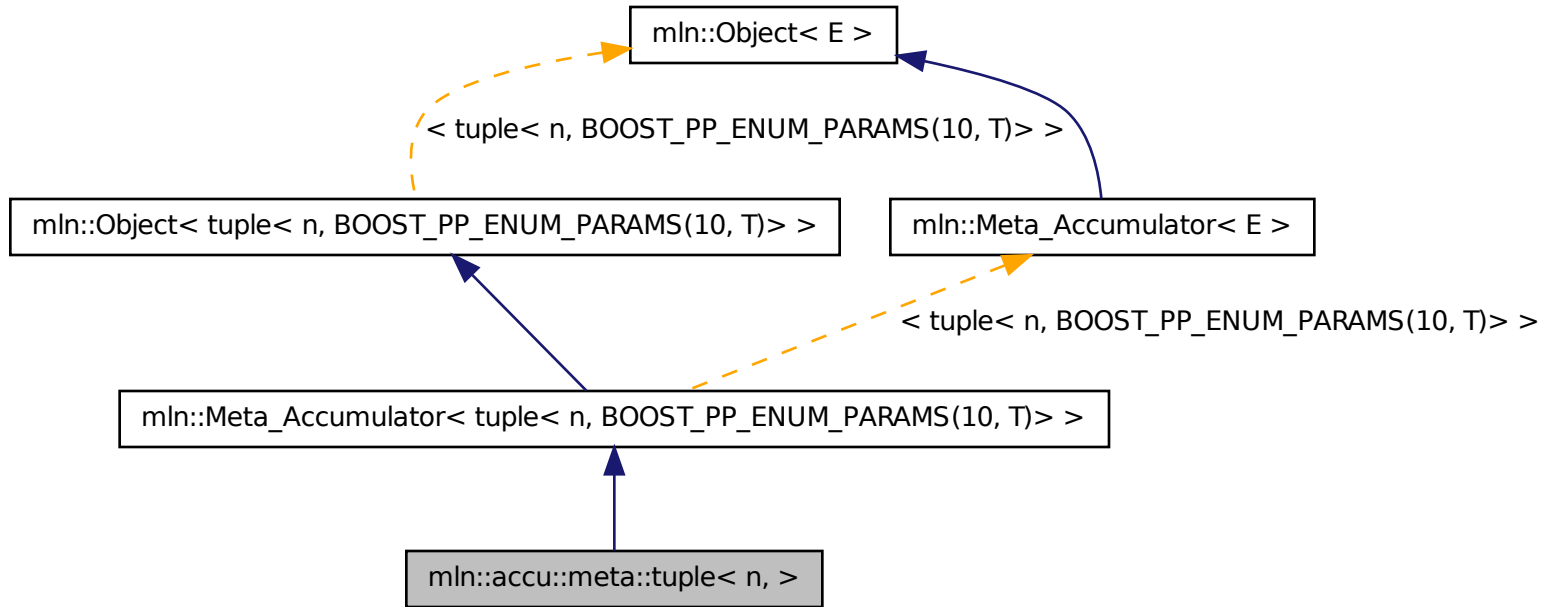 mln::Object< E >
< tuple< n, BOOST_PP_ENUM_PARAMS(10, T)> >
mln::Object< tuple< n, BOOST_PP_ENUM_PARAMS(10, T)> >
mln::Meta_Accumulator< E >
< tuple< n, BOOST_PP_ENUM_PARAMS(10, T)> >
mln::Meta_Accumulator< tuple< n, BOOST_PP_ENUM_PARAMS(10, T)> >
mln::accu::meta::tuple< n, >